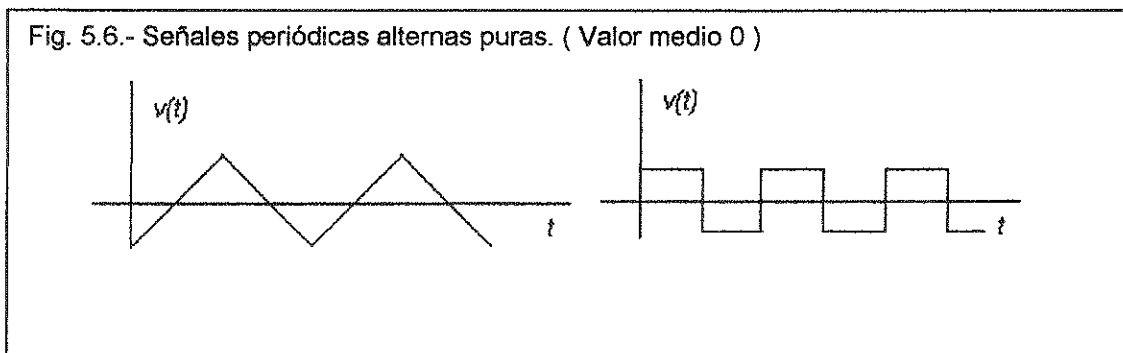 Fig. 5.6.- Señales periódicas alternas puras. ( Valor medio 0 )
v(t)
t
v(t)
t